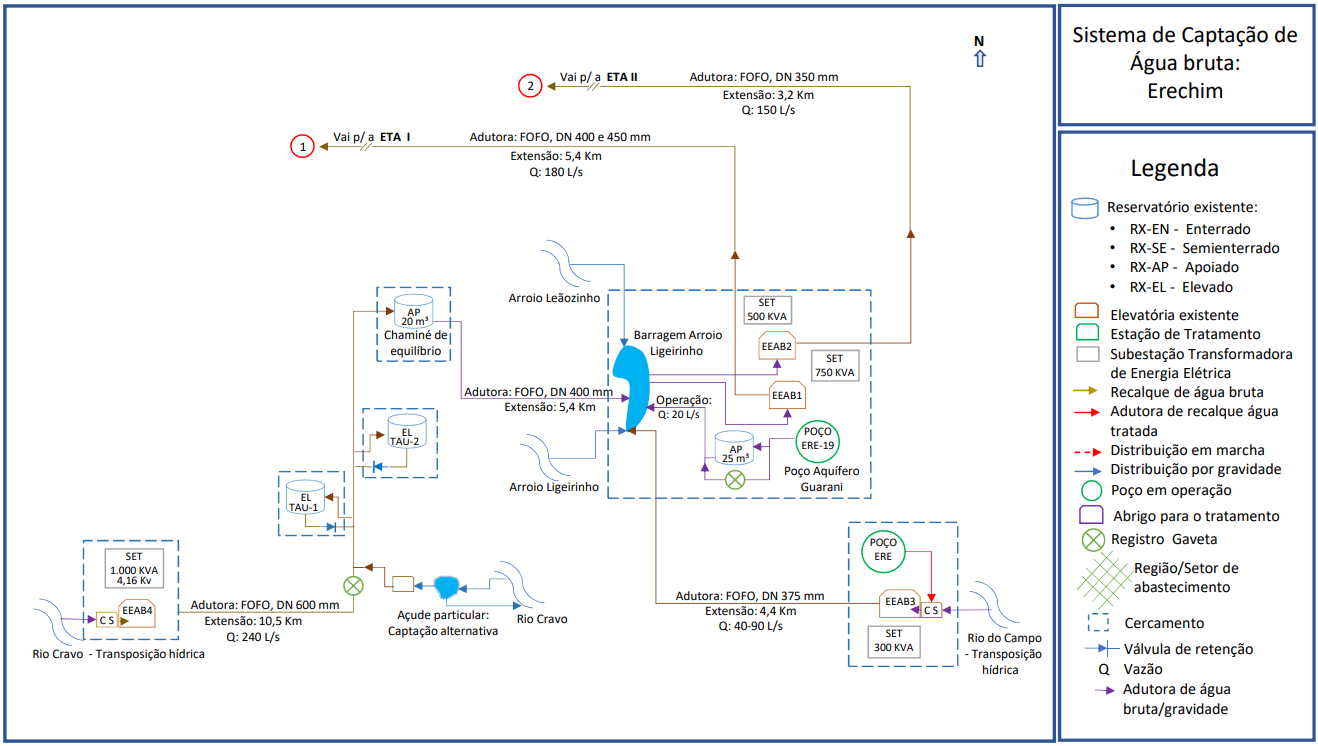 Sistema de Captação de
Água bruta:
Erechim
N
Vai p/ a ETA II
Adutora: FOFO, DN 350 mm
2
Extensão: 3,2 Km
Q: 150 L/s
Vai p/ a ETA I
Adutora: FOFO, DN 400 e 450 mm
1
Extensão: 5,4 Km
Q: 180 L/s
Arroio Leãozinho
AP
20 m³
Chaminé de
equilíbrio
SET
500 KVA
Barragem Arroio
Ligeirinho
EEAB2
SET
750 KVA
Adutora: FOFO, DN 400 mm
Extensão: 5,4 Km
Operação:
Q: 20 L/s
EEAB1
EL
TAU-2
POÇO
ERE-19
AP
25 m³
Poço Aquífero
Guarani
Arroio Ligeirinho
EL
TAU-1
SET
1.000 KVA
4,16 Kv
EEAB4
C S
Rio Cravo - Transposição hídrica
Adutora: FOFO, DN 600 mm
Extensão: 10,5 Km
Q: 240 L/s
Açude particular:
Captação alternativa
Rio Cravo
Adutora: FOFO, DN 375 mm
Extensão: 4,4 Km
Q: 40-90 L/s
POÇO
ERE
EEAB3
C S
SET
300 KVA
Rio do Campo
- Transposição
hídrica
Legenda
Reservatório existente:
• RX-EN - Enterrado
• RX-SE - Semienterrado
• RX-AP - Apoiado
• RX-EL - Elevado
Elevatória existente
Estação de Tratamento
Subestação Transformadora
de Energia Elétrica
Recalque de água bruta
Adutora de recalque água
tratada
Distribuição em marcha
Distribuição por gravidade
Poço em operação
Abrigo para o tratamento
Registro Gaveta
Região/Setor de
abastecimento
Cercamento
Válvula de retenção
Q Vazão
Adutora de água
bruta/gravidade